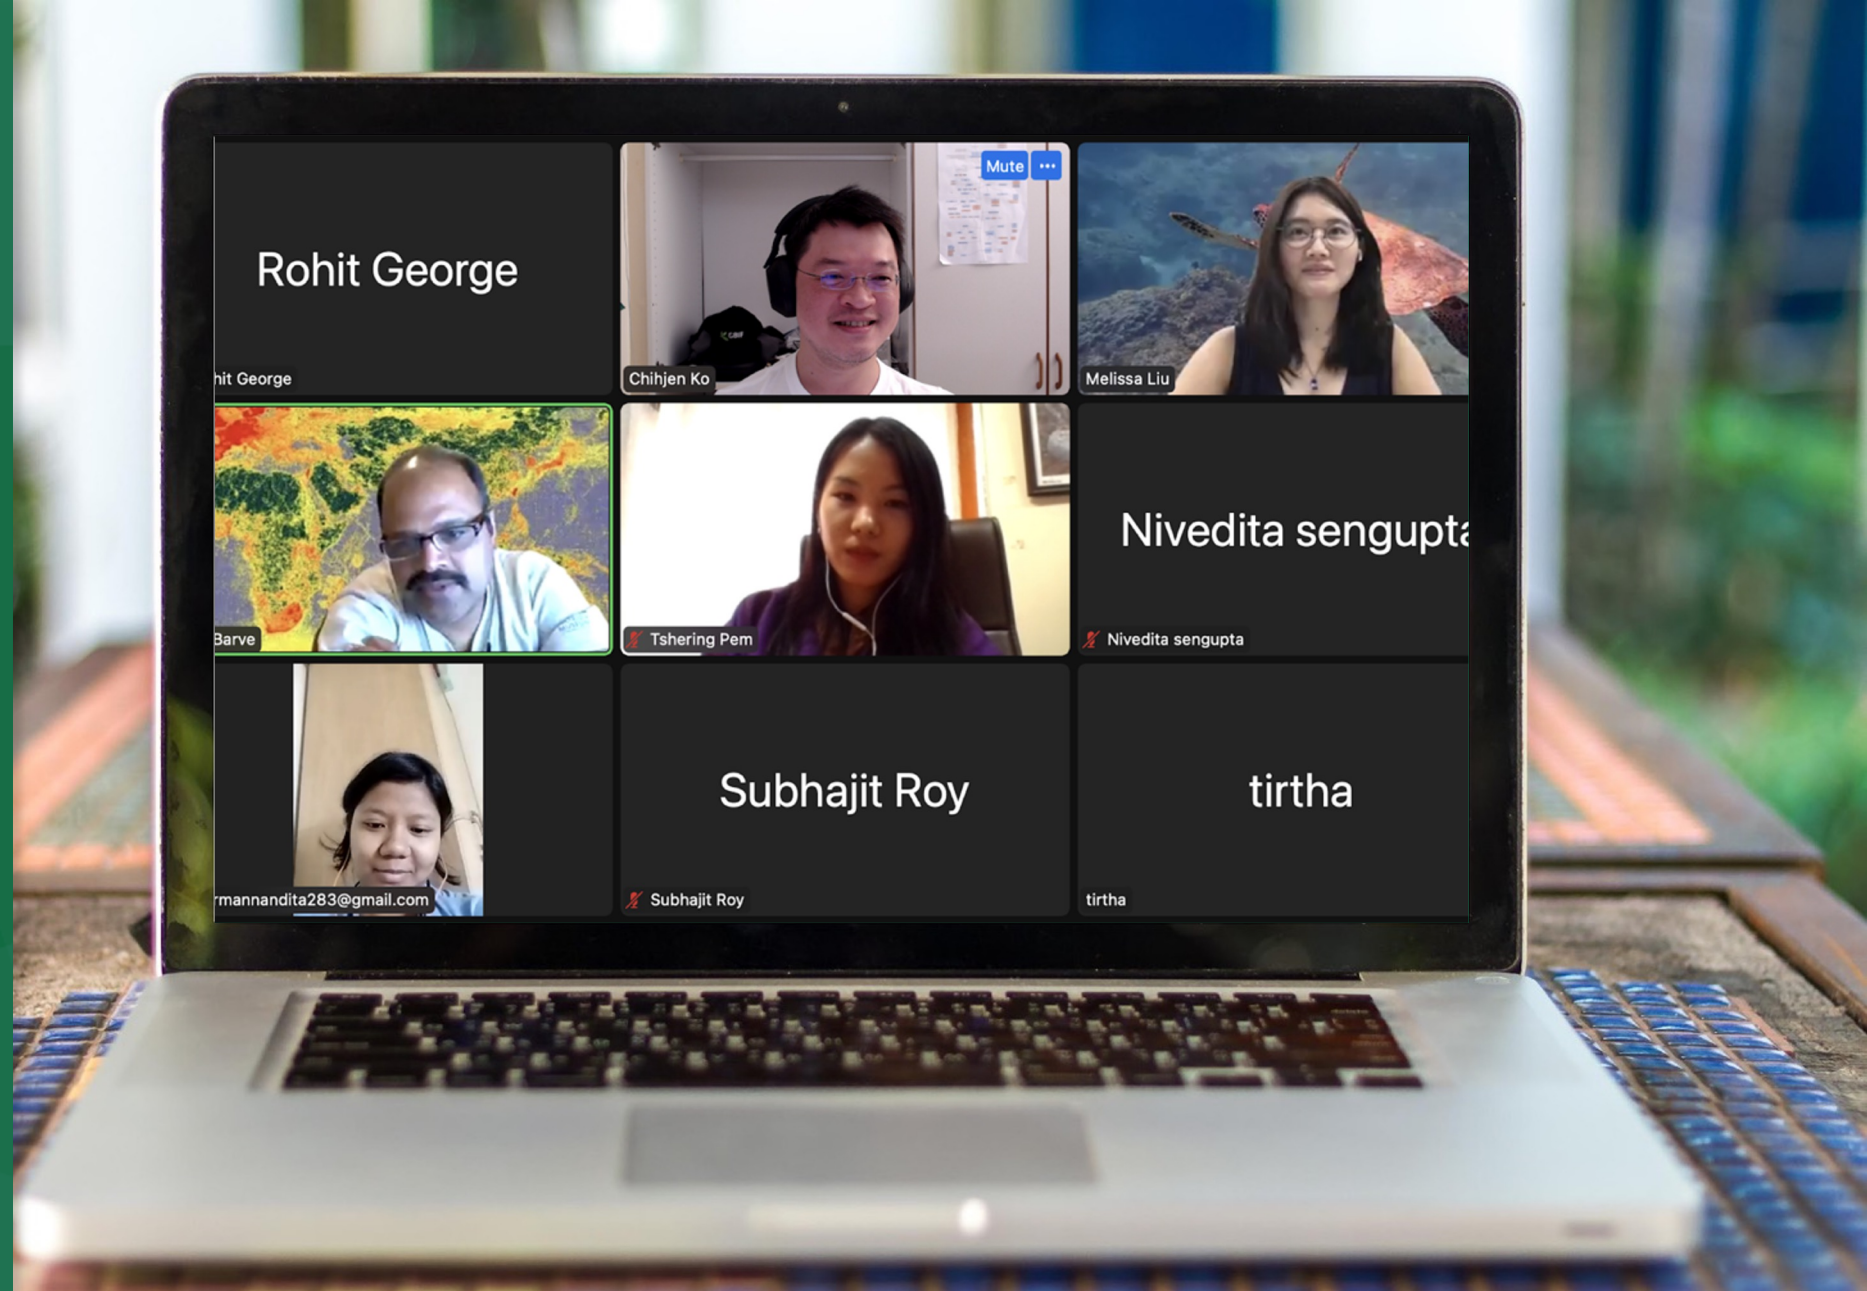 Rohit George
hit George
Mute
Chihjen Ko
Melissa Liu
Barve
Tshering Pem
Nivedita sengupta
Nivedita sengupta
rmannandita283@gmail.com
Subhajit Roy
Subhajit Roy
tirtha
tirtha